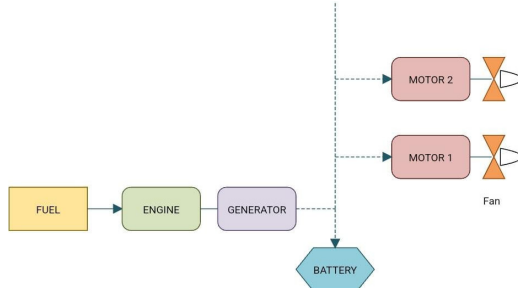 MOTOR 2
MOTOR 1
Fan
FUEL
ENGINE
GENERATOR
BATTERY